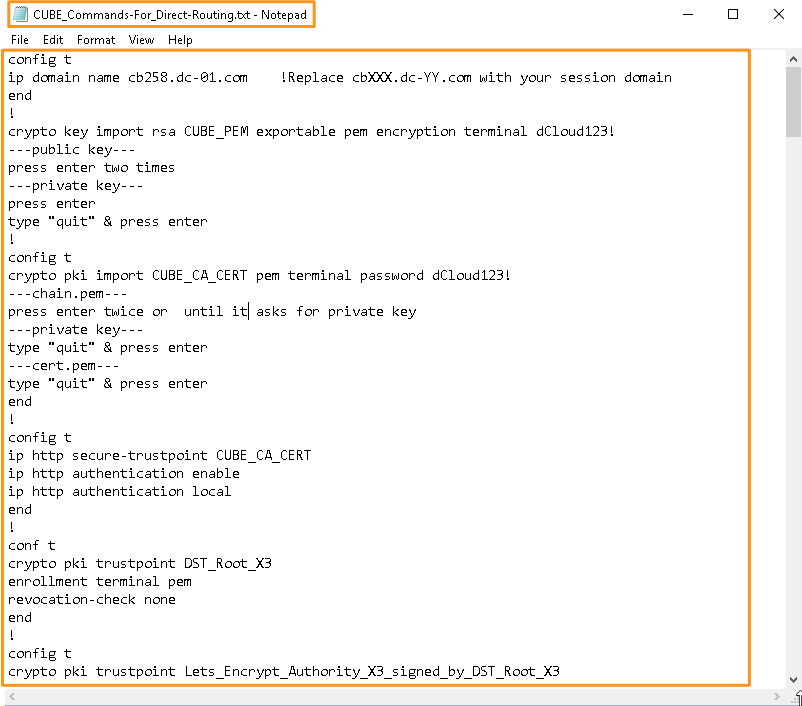 CUBE_Commands-For_Direct-Routing.txt - Notepad
File Edit Format View Help
config t
ip domain name cb258.dc-01.com    !Replace cbXXX.dc-YY.com with your session domain
end
!
crypto key import rsa CUBE_PEM exportable pem encryption terminal dCloud123!
---public key---
press enter two times
---private key---
press enter
type "quit" & press enter
!
config t
crypto pki import CUBE_CA_CERT pem terminal password dCloud123!
---chain.pem---
press enter twice or  until it asks for private key
---private key---
type "quit" & press enter
---cert.pem---
type "quit" & press enter
end
!
config t
ip http secure-trustpoint CUBE_CA_CERT
ip http authentication enable
ip http authentication local
end
!
conf t
crypto pki trustpoint DST_Root_X3
enrollment terminal pem
revocation-check none
end
!
config t
crypto pki trustpoint Lets_Encrypt_Authority_X3_signed_by_DST_Root_X3